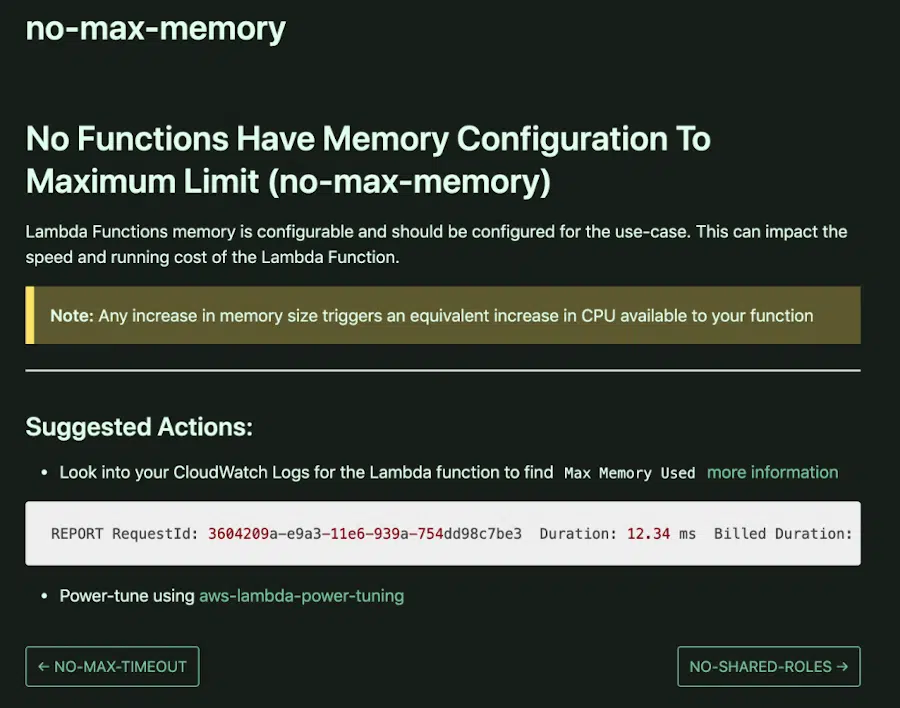 no-max-memory
No Functions Have Memory Configuration To
Maximum Limit (no-max-memory)
Lambda Functions memory is configurable and should be configured for the use-case. This can impact the
speed and running cost of the Lambda Function.
Note: Any increase in memory size triggers an equivalent increase in CPU available to your function
Suggested Actions:
• Look into your CloudWatch Logs for the Lambda function to find Max Memory Used more information
REPORT RequestId: 3604209a-e9a3-11e6-939a-754dd98c7be3 Duration: 12.34 ms Billed Duration:
• Power-tune using aws-lambda-power-tuning
← NO-MAX-TIMEOUT
NO-SHARED-ROLES →